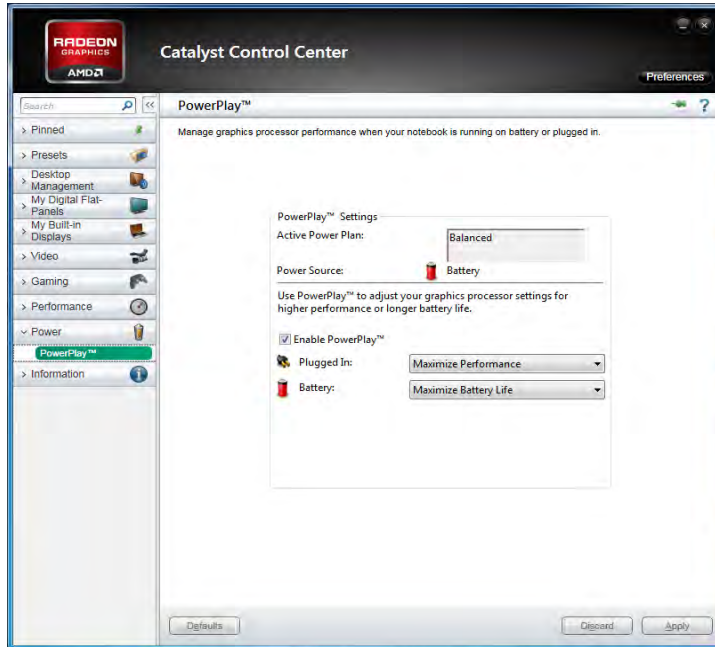 RADEON
GRAPHICS
AMD
Catalyst Control Center
Preferences
Search
<<
PowerPlay™
?
> Pinned
> Presets
> Desktop
Management
> My Digital Flat-
Panels
> My Built-in
Displays
> Video
> Gaming
> Performance
Power
PowerPlay™
> Information
Manage graphics processor performance when your notebook is running on battery or plugged in.
PowerPlay™ Settings
Active Power Plan: Balanced
Power Source: Battery
Use PowerPlay™ to adjust your graphics processor settings for
higher performance or longer battery life.
Enable PowerPlay™
Plugged In: Maximize Performance
Battery: Maximize Battery Life
Defaults Discard Apply